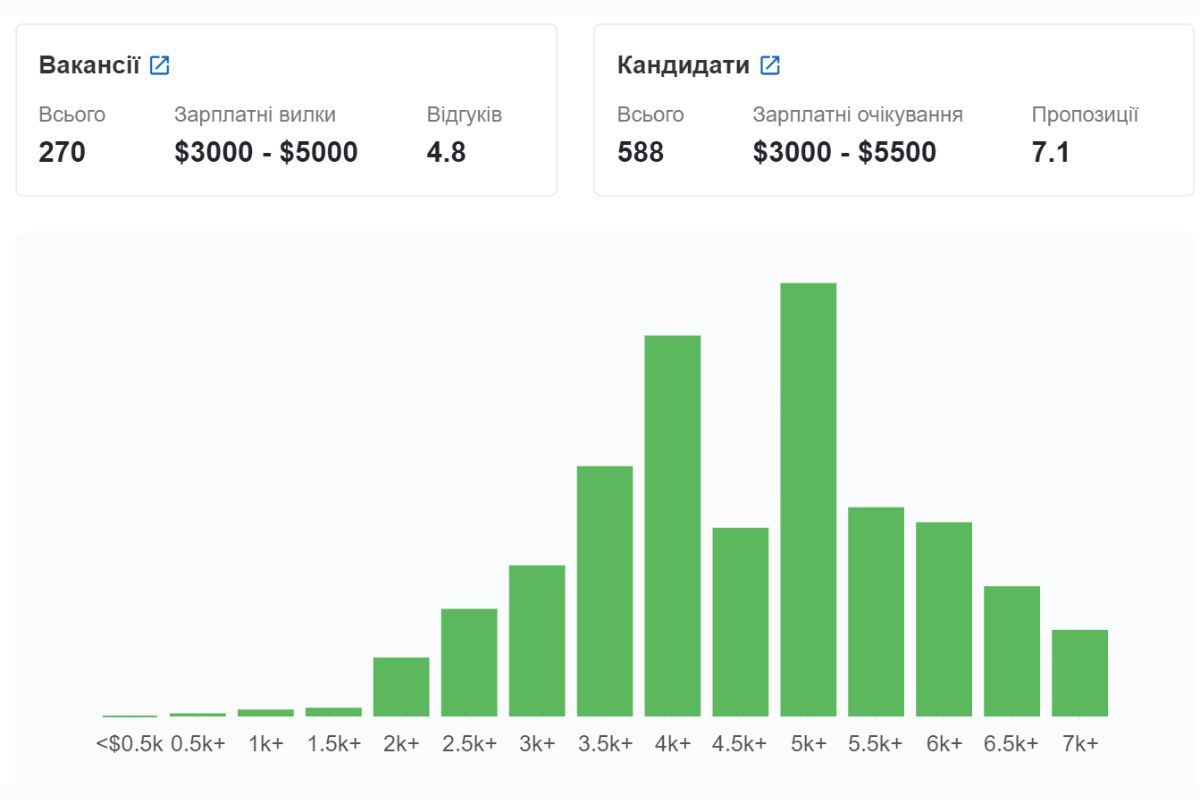 Вакансії
Всього Зарплатні вилки Відгуків
270 $3000 - $5000 4.8
Кандидати
Всього Зарплатні очікування Пропозиції
588 $3000 - $5500 7.1
<$0.5k 0.5k+ 1k+ 1.5k+ 2k+ 2.5k+ 3k+ 3.5k+ 4k+ 4.5k+ 5k+ 5.5k+ 6k+ 6.5k+ 7k+